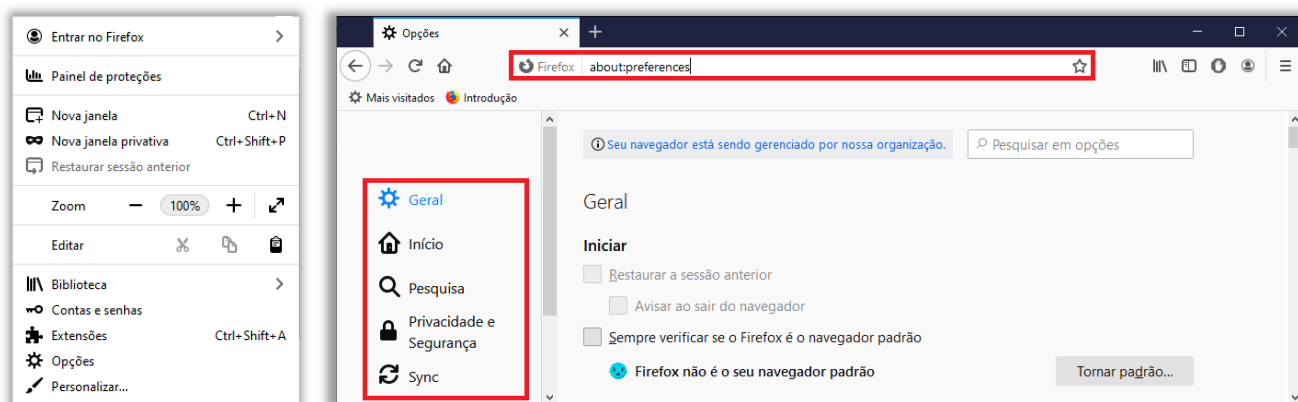 Entrar no Firefox
Painel de proteções
Nova janela Ctrl+N
Nova janela privativa Ctrl+Shift+P
Restaurar sessão anterior
Zoom 100%
Editar
Biblioteca
Contas e senhas
Extensões Ctrl+Shift+A
Opções
Personalizar...
Opções
Firefox about:preferences
Mais visitados Introdução
Seu navegador está sendo gerenciado por nossa organização.
Pesquisar em opções
Geral
Início
Pesquisa
Privacidade e
Segurança
Sync
Geral
Iniciar
Restaurar a sessão anterior
Avisar ao sair do navegador
Sempre verificar se o Firefox é o navegador padrão
Firefox não é o seu navegador padrão
Tornar padrão...